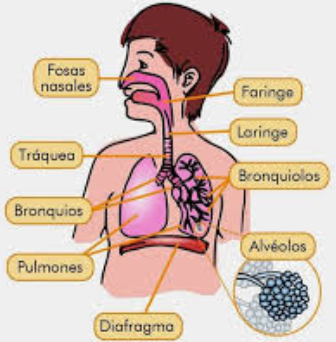 Fosas
nasales
Faringe
Laringe
Tráquea
Bronquiolos
Bronquios
Alvéolos
Pulmones
Diafragma